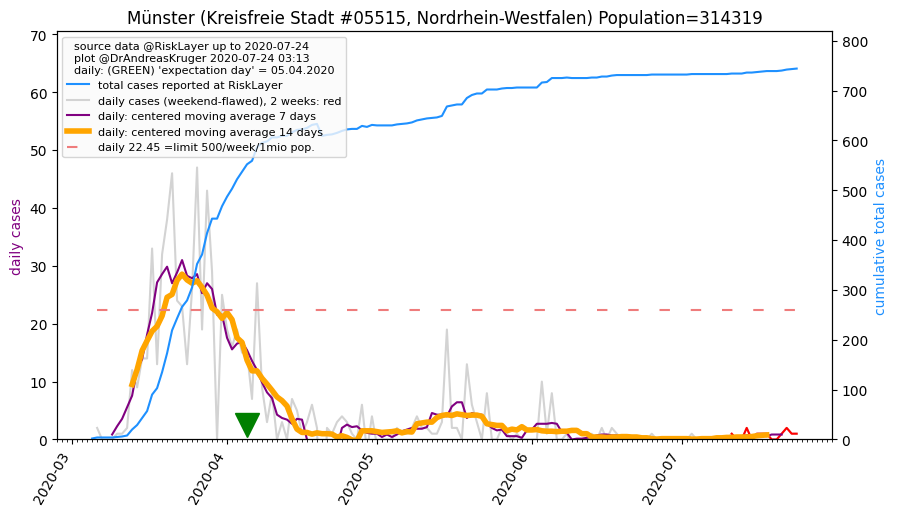 Münster (Kreisfreie Stadt #05515, Nordrhein-Westfalen) Population=314319
source data @RiskLayer up to 2020-07-24
plot @DrAndreasKruger 2020-07-24 03:13
daily: (GREEN) 'expectation day' = 05.04.2020
total cases reported at RiskLayer
daily cases (weekend-flawed), 2 weeks: red
daily: centered moving average 7 days
daily: centered moving average 14 days
daily 22.45 =limit 500/week/1mio pop.
daily cases
70
60
50
40
30
20
10
0
800
700
600
500
400
300
200
100
0
cumulative total cases
2020-03
2020-04
2020-05
2020-06
2020-07